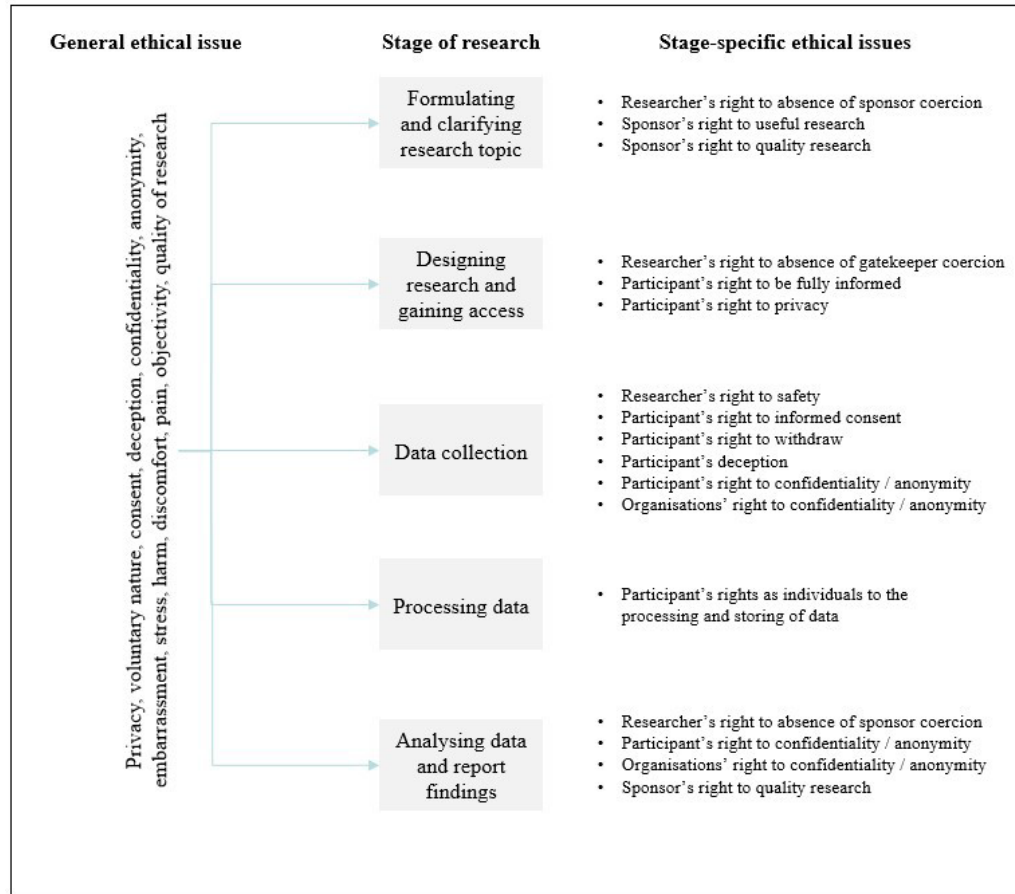 General ethical issue
Stage of research
Stage-specific ethical issues
Privacy, voluntary nature, consent, deception, confidentiality, anonymity,
embarrassment, stress, harm, discomfort, pain, objectivity, quality of research
Formulating
and clarifying
research topic
• Researcher's right to absence of sponsor coercion
• Sponsor's right to useful research
• Sponsor's right to quality research
Designing
research and
gaining access
• Researcher's right to absence of gatekeeper coercion
• Participant's right to be fully informed
• Participant's right to privacy
Data collection
• Researcher's right to safety
• Participant's right to informed consent
• Participant's right to withdraw
• Participant's deception
• Participant's right to confidentiality / anonymity
• Organisations' right to confidentiality / anonymity
Processing data
• Participant's rights as individuals to the
processing and storing of data
Analysing data
and report
findings
• Researcher's right to absence of sponsor coercion
• Participant's right to confidentiality / anonymity
• Organisations' right to confidentiality / anonymity
• Sponsor's right to quality research